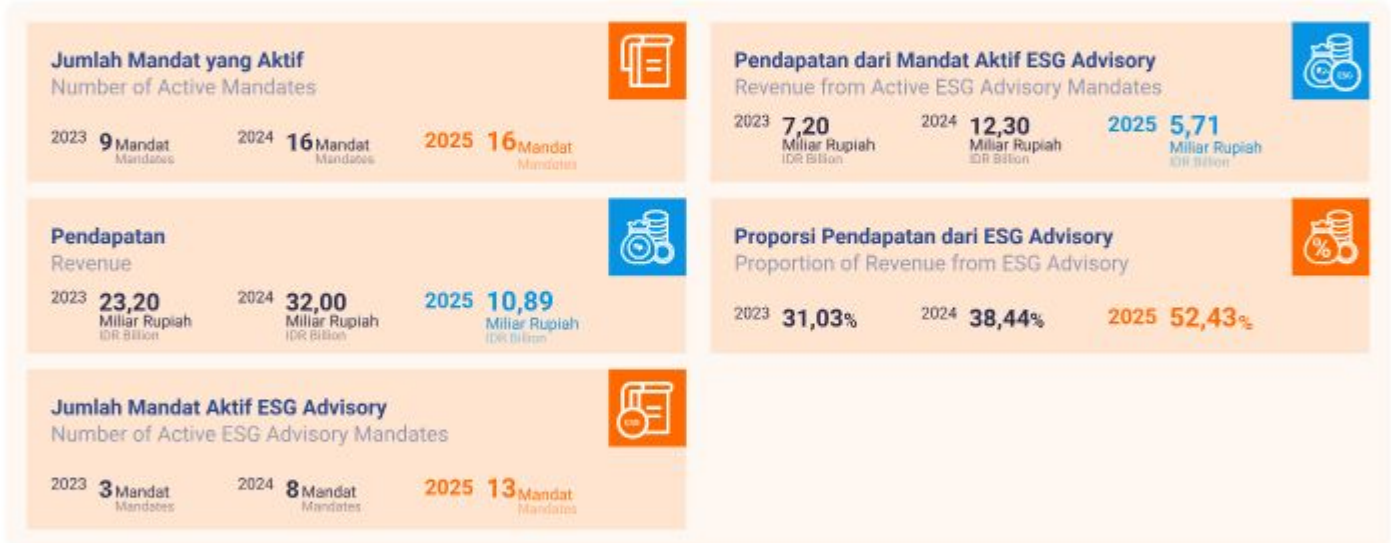 Jumlah Mandat yang Aktif
Number of Active Mandates
2023 9 Mandat
Mandates
2024 16 Mandat
Mandates
2025 16 Mandat
Mandates
Pendapatan dari Mandat Aktif ESG Advisory
Revenue from Active ESG Advisory Mandates
2023 7,20
Miliar Rupiah
IDR Billion
2024 12,30
Miliar Rupiah
IDR Billion
2025 5,71
Miliar Rupiah
IDR Billion
Pendapatan
Revenue
2023 23,20
Miliar Rupiah
IDR Billion
2024 32,00
Miliar Rupiah
IDR Billion
2025 10,89
Miliar Rupiah
IDR Billion
Proporsi Pendapatan dari ESG Advisory
Proportion of Revenue from ESG Advisory
%
2023 31,03%
2024 38,44%
2025 52,43%
Jumlah Mandat Aktif ESG Advisory
Number of Active ESG Advisory Mandates
2023 3 Mandat
Mandates
2024 8 Mandat
Mandates
2025 13 Mandat
Mandates